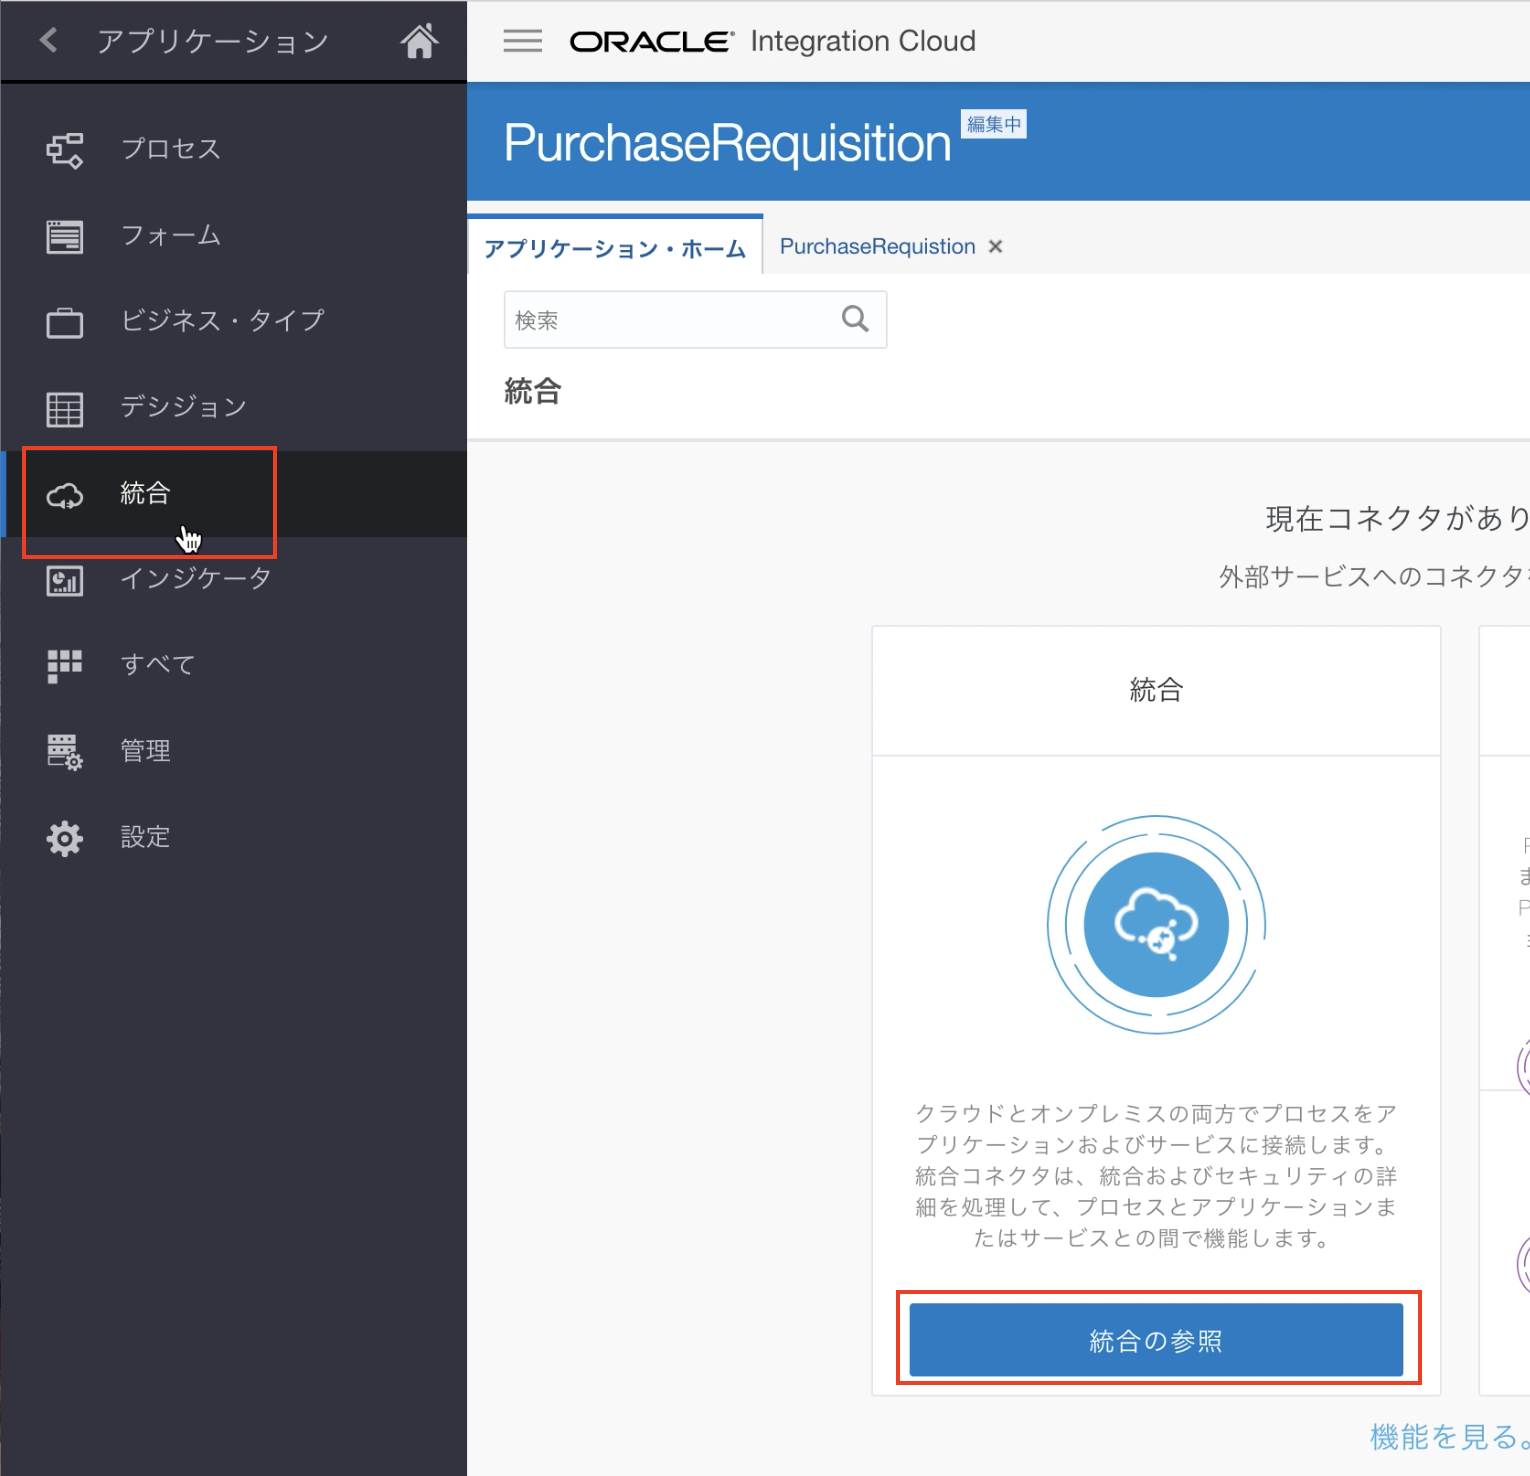 アプリケーション
ORACLE Integration Cloud
PurchaseRequisition 編集中
アプリケーション・ホーム
PurchaseRequistion
検索
統合
プロセス
フォーム
ビジネス・タイプ
デシジョン
統合
インジケータ
すべて
管理
設定
現在コネクタがあり
外部サービスへのコネクタ
統合
クラウドとオンプレミスの両方でプロセスをア
プリケーションおよびサービスに接続します。
統合コネクタは、統合およびセキュリティの詳
細を処理して、プロセスとアプリケーションま
たはサービスとの間で機能します。
統合の参照
機能を見る。